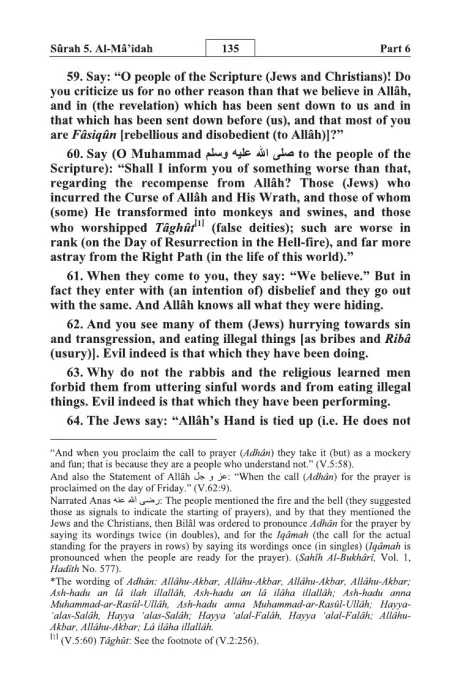 Sûrah 5. Al-Mâ’idah 135 Part 6
59. Say: “O people of the Scripture (Jews and Christians)! Do
you criticize us for no other reason than that we believe in Allâh,
and in (the revelation) which has been sent down to us and in
that which has been sent down before (us), and that most of you
are Fâsiqûn [rebellious and disobedient (to Allâh)]?”
60. Say (O Muhammad صلى الله عليه وسلم to the people of the
Scripture): “Shall I inform you of something worse than that,
regarding the recompense from Allâh? Those (Jews) who
incurred the Curse of Allâh and His Wrath, and those of whom
(some) He transformed into monkeys and swines, and those
who worshipped Tâghût[1] (false deities); such are worse in
rank (on the Day of Resurrection in the Hell-fire), and far more
astray from the Right Path (in the life of this world).”
61. When they come to you, they say: “We believe.” But in
fact they enter with (an intention of) disbelief and they go out
with the same. And Allâh knows all what they were hiding.
62. And you see many of them (Jews) hurrying towards sin
and transgression, and eating illegal things [as bribes and Ribâ
(usury)]. Evil indeed is that which they have been doing.
63. Why do not the rabbis and the religious learned men
forbid them from uttering sinful words and from eating illegal
things. Evil indeed is that which they have been performing.
64. The Jews say: “Allâh’s Hand is tied up (i.e. He does not
“And when you proclaim the call to prayer (Adhân) they take it (but) as a mockery
and fun; that is because they are a people who understand not.” (V.5:58).
And also the Statement of Allâh عز و جل: “When the call (Adhân) for the prayer is
proclaimed on the day of Friday.” (V.62:9).
Narrated Anas رضى الله عنه: The people mentioned the fire and the bell (they suggested
those as signals to indicate the starting of prayers), and by that they mentioned the
Jews and the Christians, then Bilâl was ordered to pronounce Adhân for the prayer by
saying its wordings twice (in doubles), and for the Iqâmah (the call for the actual
standing for the prayers in rows) by saying its wordings once (in singles) (Iqâmah is
pronounced when the people are ready for the prayer). (Sahîh Al-Bukhârî, Vol. 1,
Hadîth No. 577).
*The wording of Adhân: Allâhu-Akbar, Allâhu-Akbar, Allâhu-Akbar, Allâhu-Akbar;
Ash-hadu an lâ ilah illallâh, Ash-hadu an lâ ilâha illallâh; Ash-hadu anna
Muhammad-ar-Rasûl-Ullâh, Ash-hadu anna Muhammad-ar-Rasûl-Ullâh; Hayya-
‘alas-Salâh, Hayya ‘alas-Salâh; Hayya ‘alal-Falâh, Hayya ‘alal-Falâh; Allâhu-
Akbar, Allâhu-Akbar; Lâ ilâha illallâh.
[1] (V.5:60) Tâghût: See the footnote of (V.2:256).